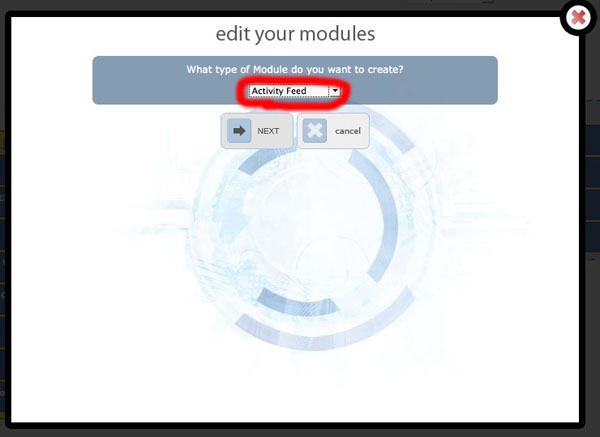 edit your modules
What type of Module do you want to create?
Activity Feed
NEXT
cancel